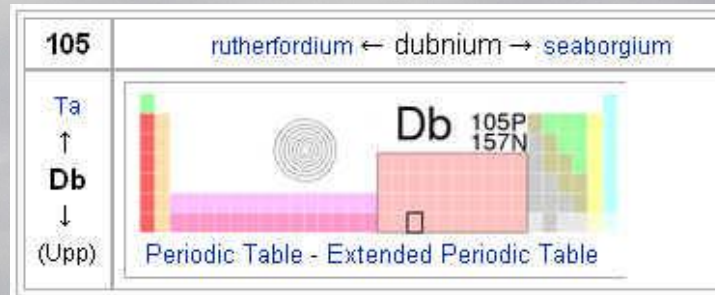 105
rutherfordium ← dubnium → seaborgium
Ta
↑
Db
↓
(Upp)
Db 105P
157N
Periodic Table - Extended Periodic Table